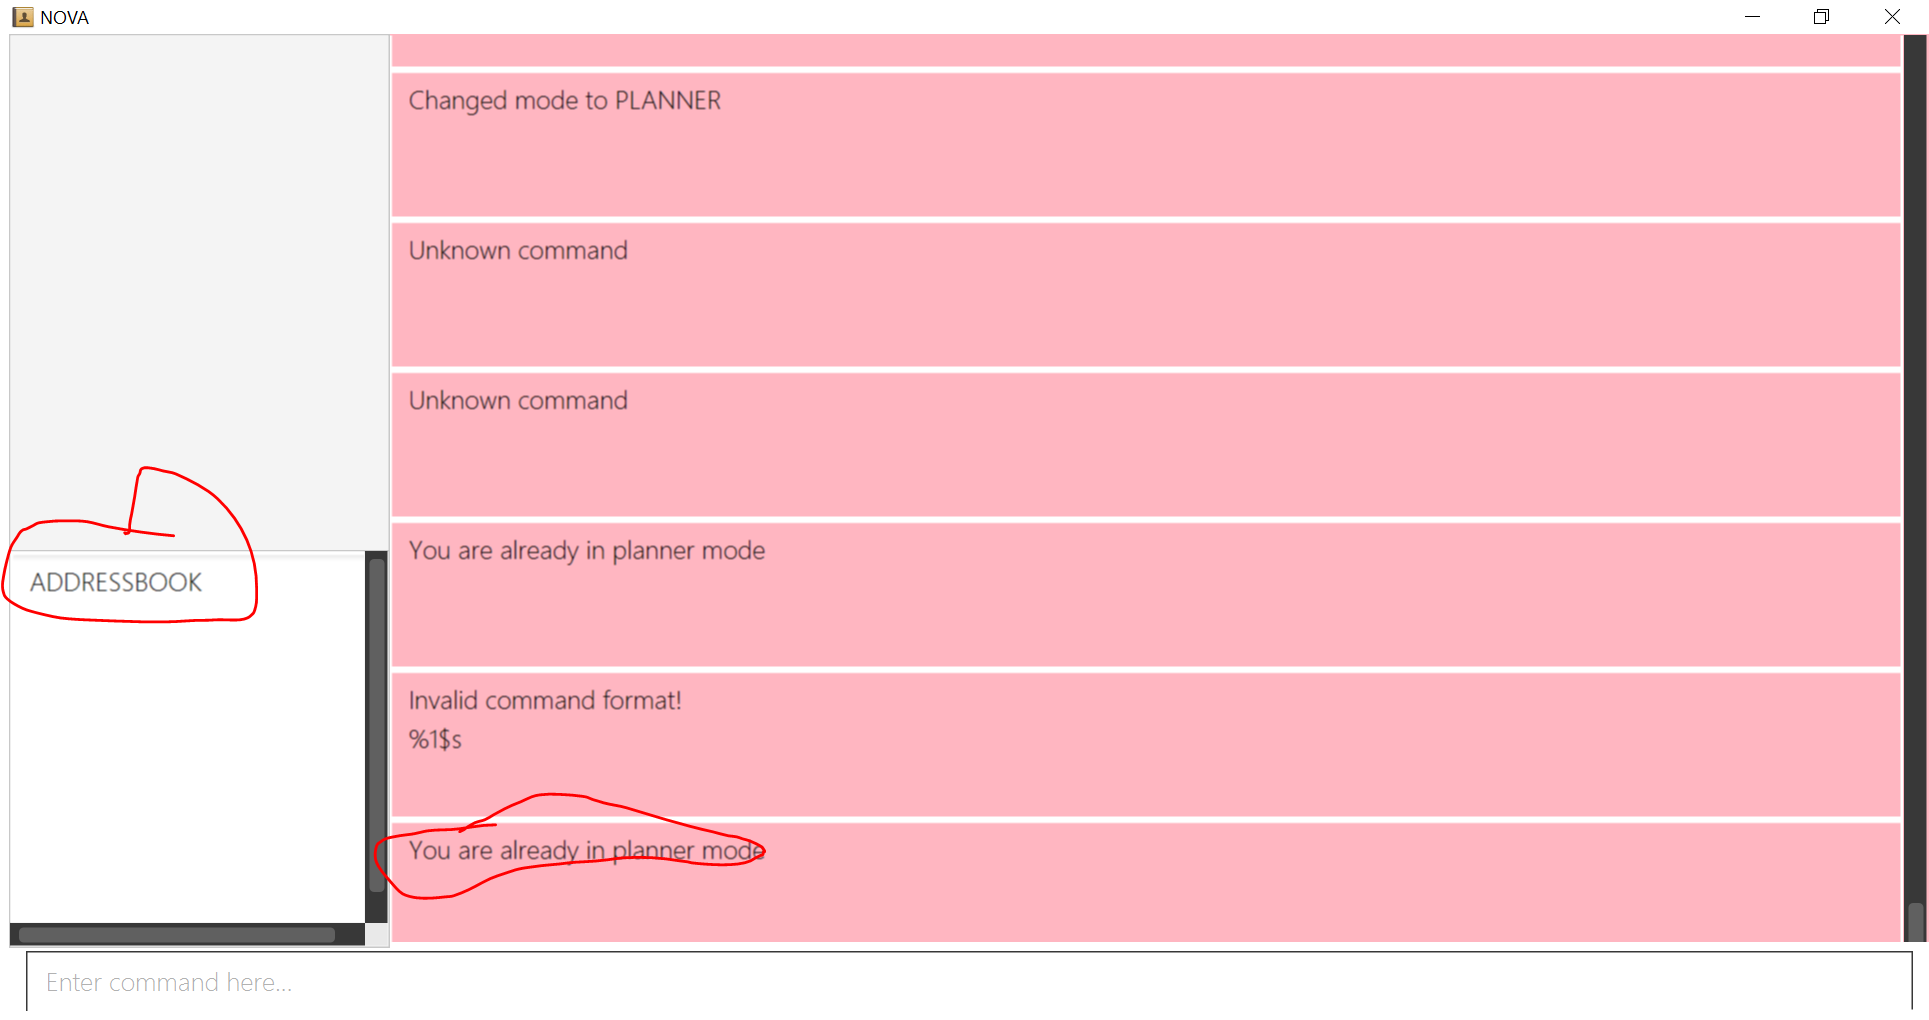 NOVA
Changed mode to PLANNER
Unknown command
Unknown command
You are already in planner mode
Invalid command format!
%1$s
You are already in planner mode
ADDRESSBOOK
Enter command here...